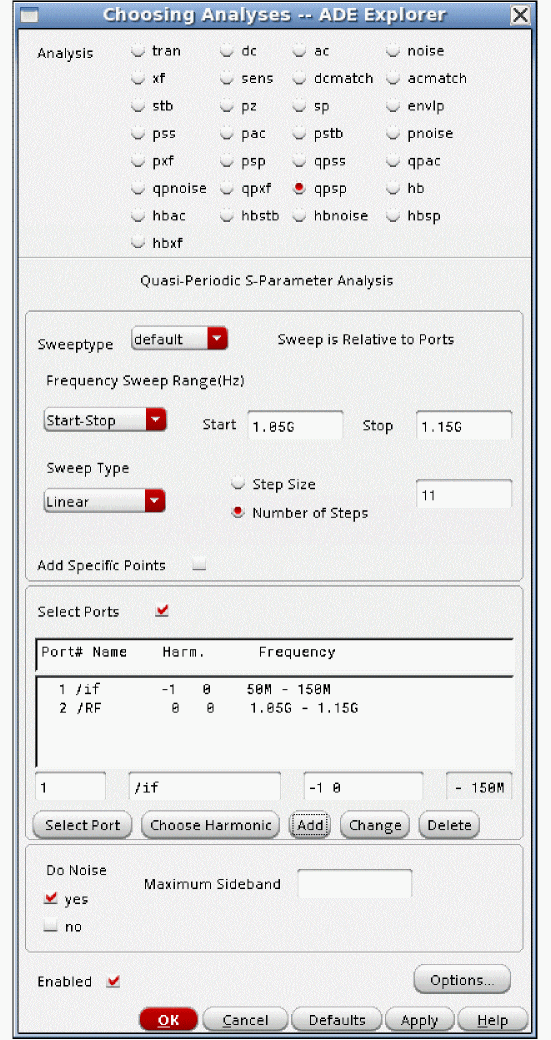 Choosing Analyses -- ADE Explorer
Analysis tran dc ac noise
xf sens dcmatch acmatch
stb pz sp envlp
pss pac pstb pnoise
pxf psp qpss qpac
qpnoise qpxf qpsp hb
hbac hbstb hbnoise hbsp
hbxf
Quasi-Periodic S-Parameter Analysis
Sweeptype default Sweep is Relative to Ports
Frequency Sweep Range(Hz)
Start-Stop Start 1.05G Stop 1.15G
Sweep Type
Linear Step Size 11
Number of Steps
Add Specific Points
Select Ports
Port# Name Harm. Frequency
1 /if -1 0 50M - 150M
2 /RF 0 0 1.05G - 1.15G
1 /if -1 0 - 150M
Select Port Choose Harmonic Add Change Delete
Do Noise
yes Maximum Sideband
no
Enabled Options...
OK Cancel Defaults Apply Help